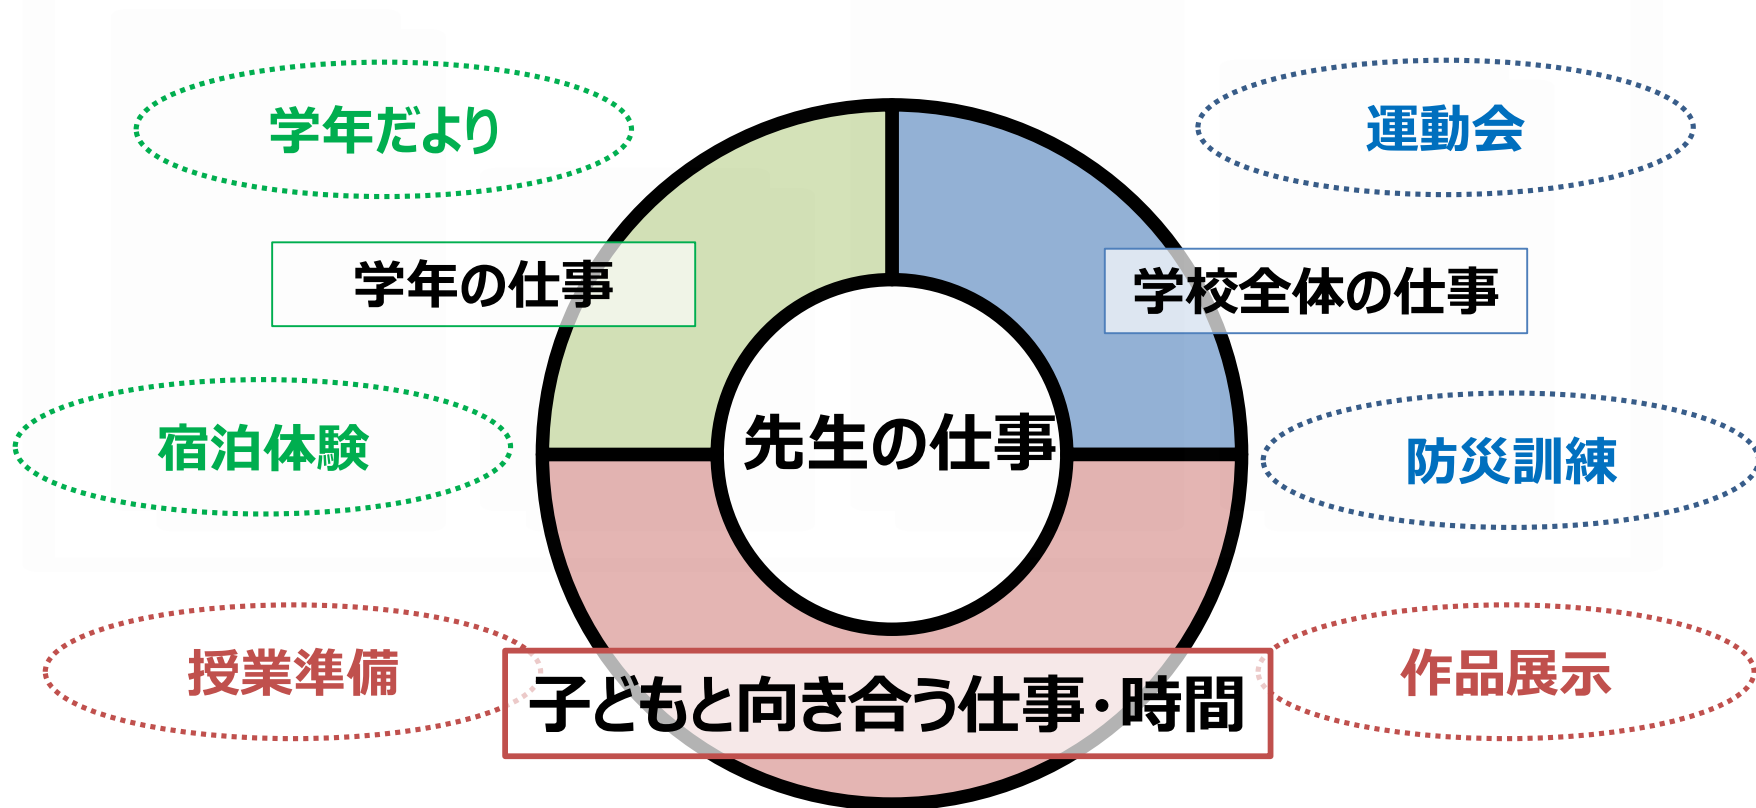 学年だより
運動会
学年の仕事
学校全体の仕事
先生の仕事
宿泊体験
防災訓練
授業準備
子どもと向き合う仕事・時間
作品展示